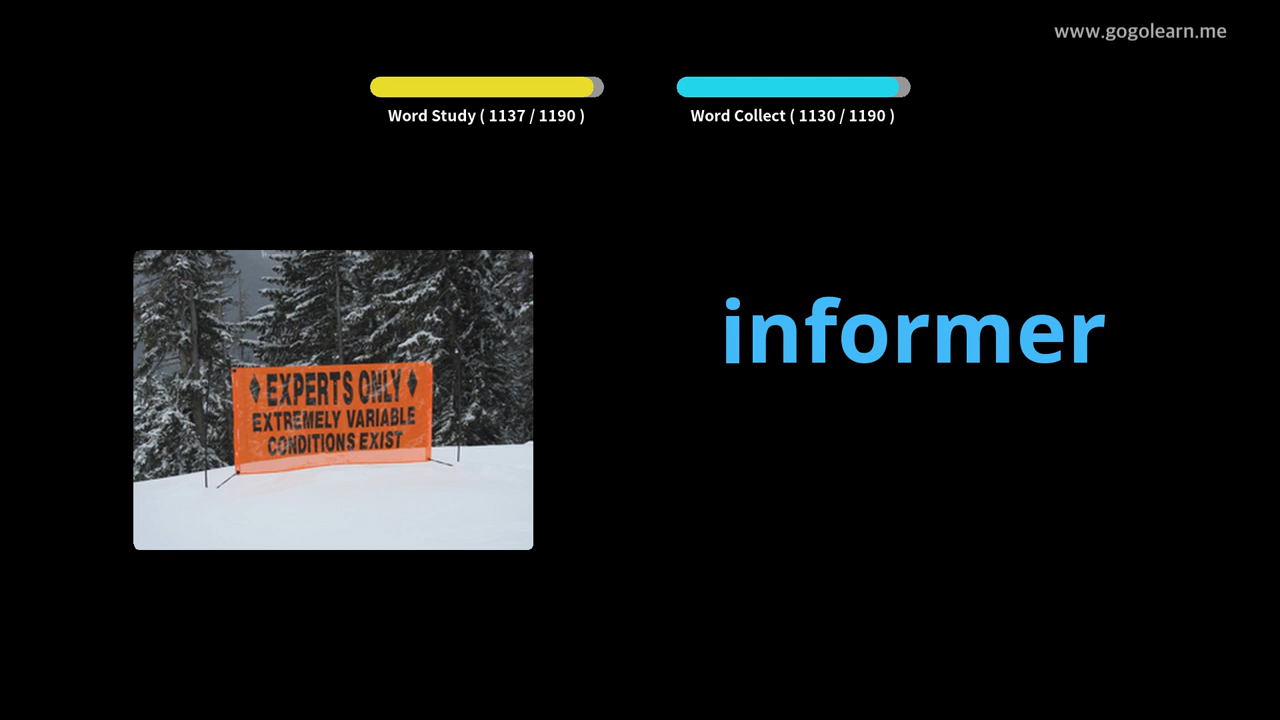 www.gogolearn.me
Word Study ( 1137 / 1190 )
Word Collect ( 1130 / 1190 )
EXPERTS ONLY
EXTREMELY VARIABLE
CONDITIONS EXIST
informer